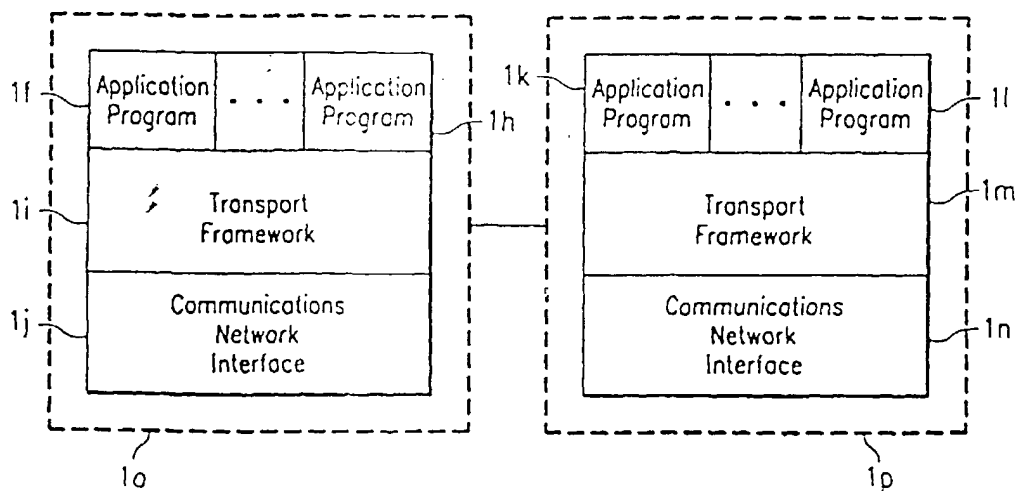 1f
Application
Program
. . .
Application
Program
1h
1i
Transport
Framework
1j
Communications
Network
Interface
1o
1k
Application
Program
. . .
Application
Program
1l
Transport
Framework
1m
Communications
Network
Interface
1n
1p